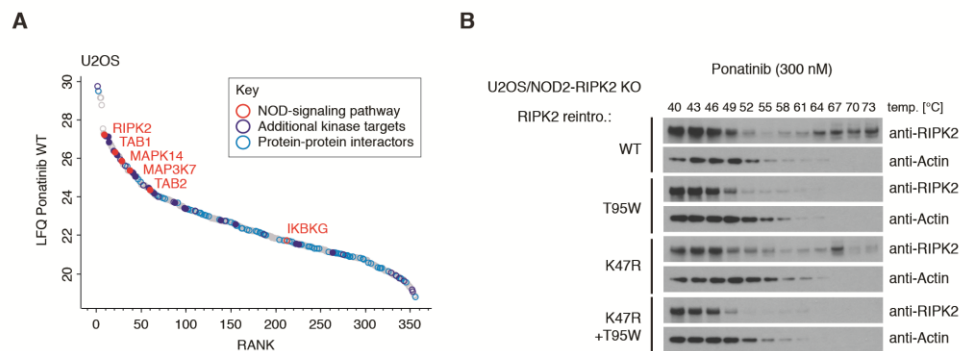 A
U2OS
LFQ Ponatinib WT
30
28
26
24
22
20
0
50
100
150
200
250
300
350
RANK
RIPK2
TAB1
MAPK14
MAP3K7
TAB2
IKBKG
Key
NOD-signaling pathway
Additional kinase targets
Protein-protein interactors
B
Ponatinib (300 nM)
U2OS/NOD2-RIPK2 KO
40 43 46 49 52 55 58 61 64 67 70 73 temp. [°C]
RIPK2 reintro.:
WT
anti-RIPK2
anti-Actin
T95W
anti-RIPK2
anti-Actin
K47R
anti-RIPK2
anti-Actin
K47R
+T95W
anti-RIPK2
anti-Actin